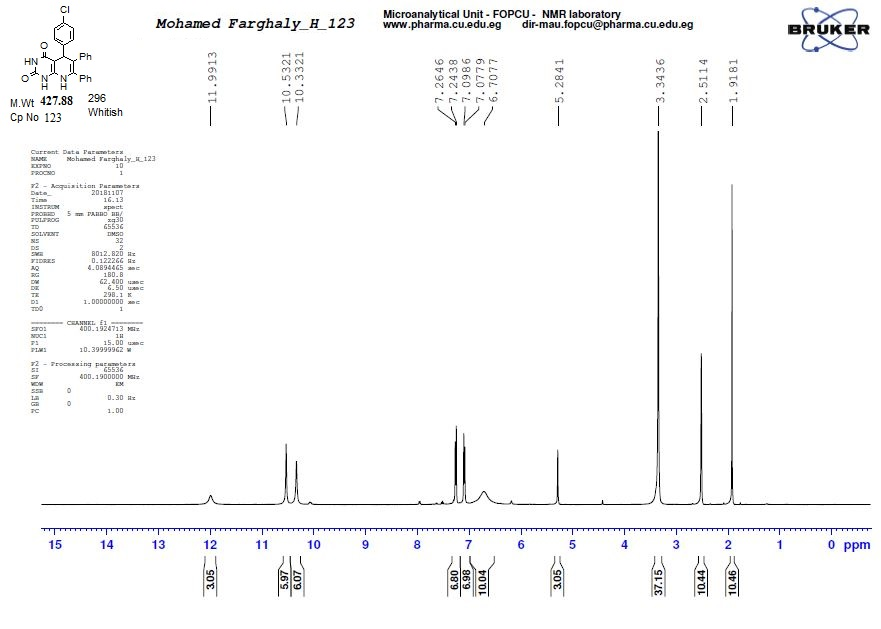 Mohamed Farghaly_H_123
Microanalytical Unit - FOPCU - NMR laboratory
www.pharma.cu.edu.eg dir-mau.fopcu@pharma.cu.edu.eg
BRUKER
Cl
O
Ph
HN
O
N
H
N
H
Ph
M.Wt 427.88
296
Whitish
Cp No 123
11.9913
10.5321
10.3321
7.2646
7.2438
7.0986
7.0779
6.7077
5.2841
3.3436
2.5114
1.9181
Current Data Parameters
NAME Mohamed Farghaly_H_123
EXPNO 10
PROCNO 1
F2 - Acquisition Parameters
Date_ 20181107
Time 16.13
INSTRUM spect
PROBHD 5 mm PABBO BB/
PULPROG zg30
TD 65536
SOLVENT DMSO
NS 32
DS 2
SWH 8012.820 Hz
FIDRES 0.122266 Hz
AQ 4.0894465 sec
RG 180.8
DW 62.400 usec
DE 6.50 usec
TE 298.1 K
D1 1.00000000 sec
TD0 1
======== CHANNEL f1 ========
SFO1 400.1924713 MHz
NUC1 1H
P1 15.00 usec
PLW1 10.39999962 W
F2 - Processing parameters
SI 65536
SF 400.1900000 MHz
WDW EM
SSB 0
LB 0.30 Hz
GB 0
PC 1.00
15 14 13 12 11 10 9 8 7 6 5 4 3 2 1 0 ppm
3.05
5.97
6.07
6.80
6.98
10.04
3.05
37.15
10.44
10.46